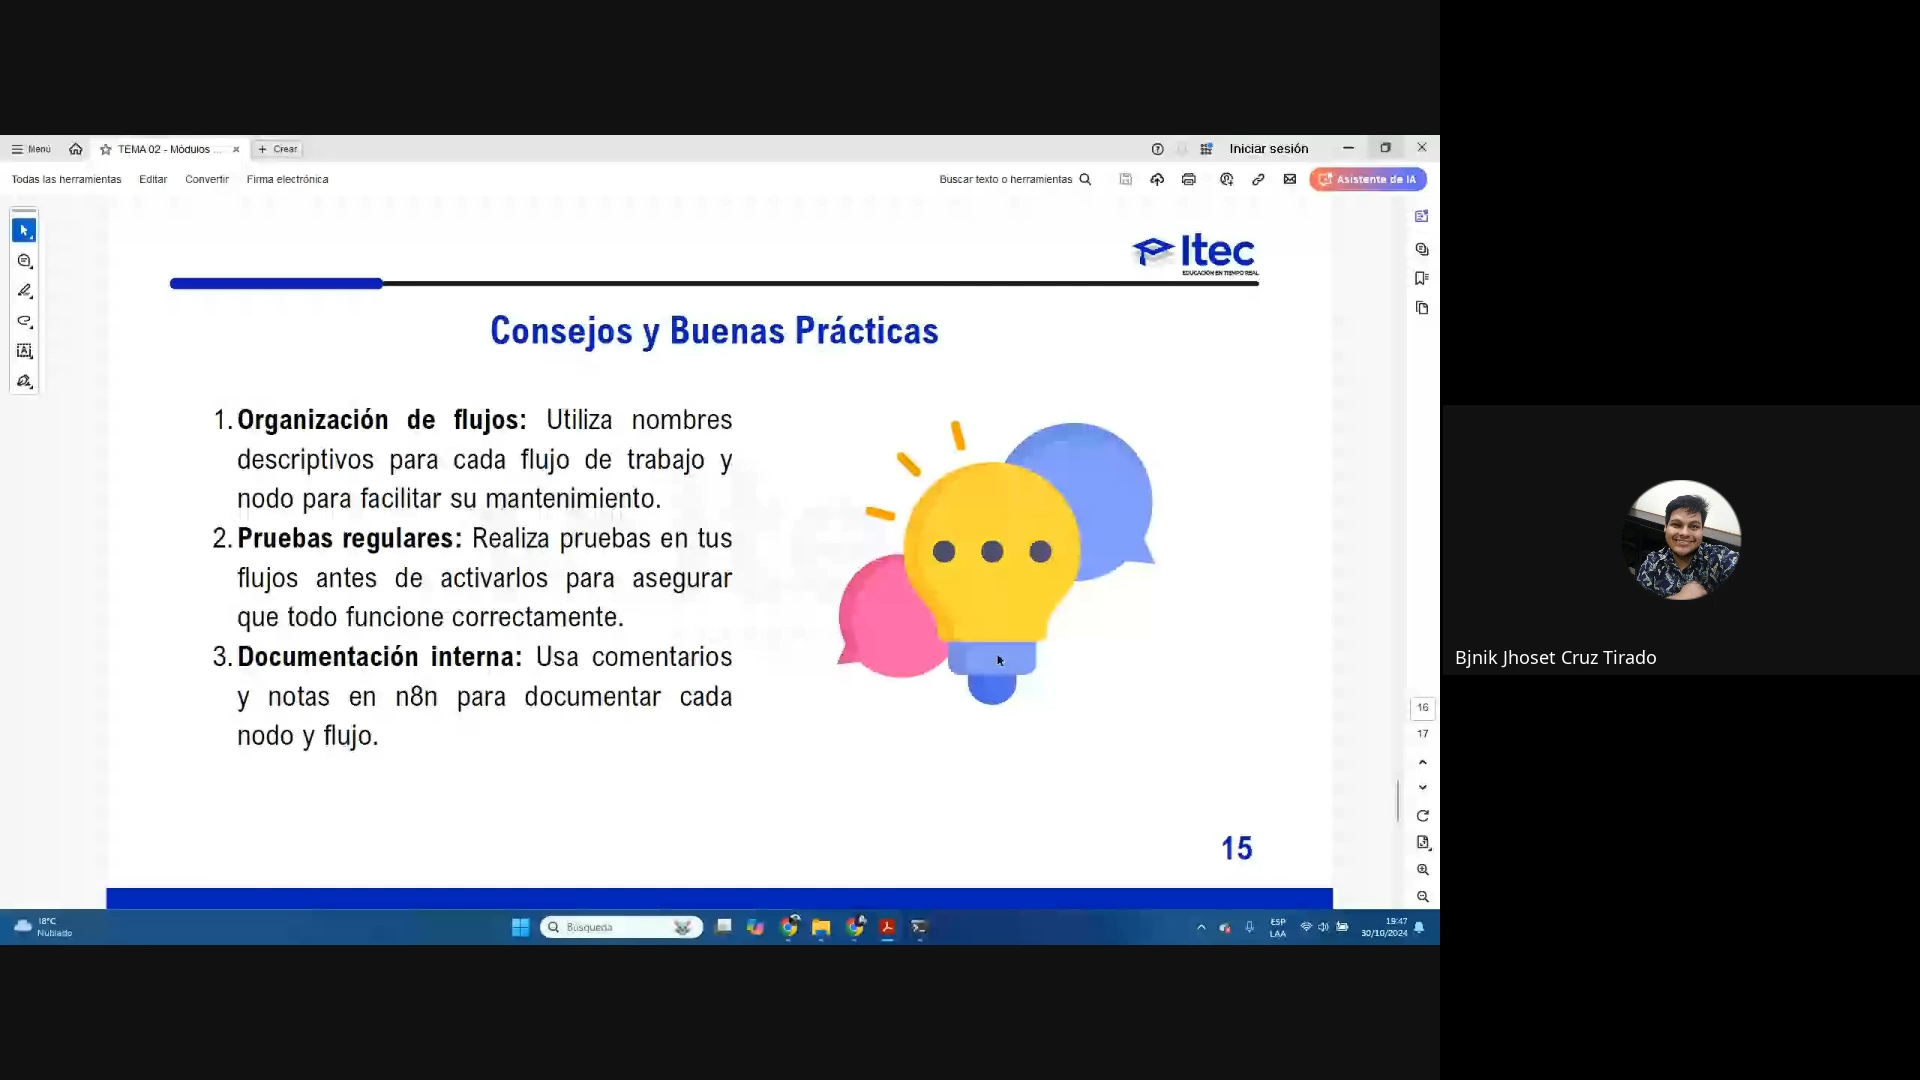 Menú
TEMA 02 - Módulos ...
Crear
Iniciar sesión
Todas las herramientas
Editar
Convertir
Firma electrónica
Buscar texto o herramientas
Asistente de IA
Itec
EDUCACIÓN EN TIEMPO REAL
Consejos y Buenas Prácticas
1. Organización de flujos: Utiliza nombres
descriptivos para cada flujo de trabajo y
nodo para facilitar su mantenimiento.
2. Pruebas regulares: Realiza pruebas en tus
flujos antes de activarlos para asegurar
que todo funcione correctamente.
3. Documentación interna: Usa comentarios
y notas en n8n para documentar cada
nodo y flujo.
15
16
17
Bjnik Jhoset Cruz Tirado
18°C
Nublado
Búsqueda
ESP
LAA
19:47
30/10/2024